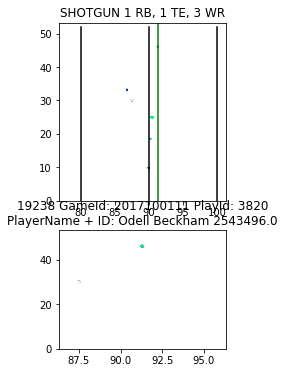 SHOTGUN 1 RB, 1 TE, 3 WR
50
40
30
20
10
0
80 85 90 95 100
19238 GameId: 2017100111 PlayId: 3820
PlayerName + ID: Odell Beckham 2543496.0
40
20
0
87.5 90.0 92.5 95.0